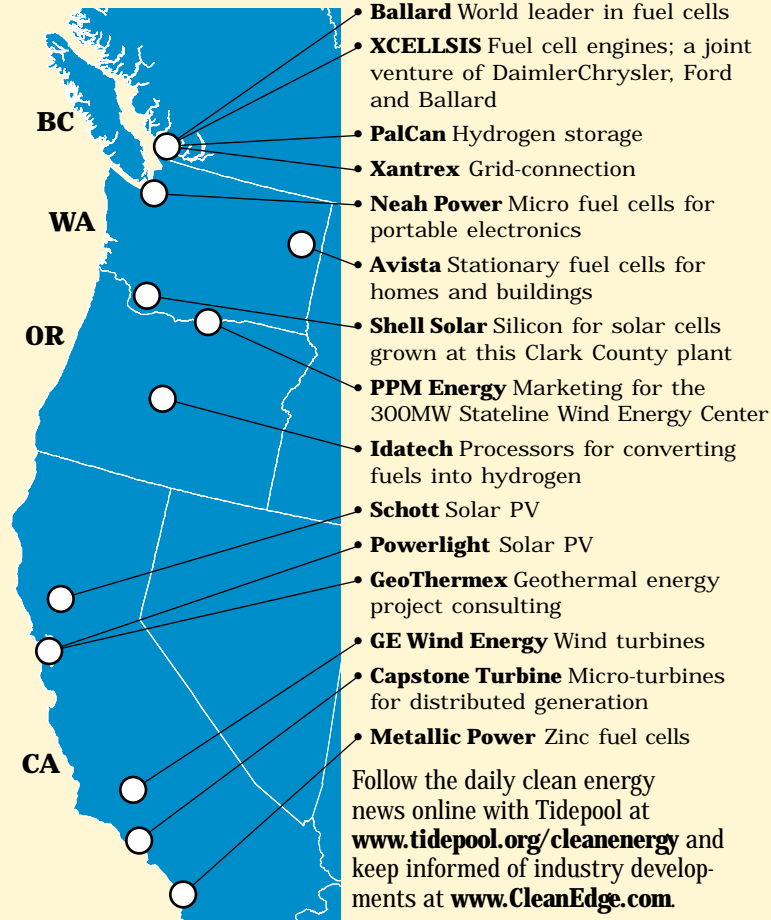 • Ballard World leader in fuel cells
• XCELLSIS Fuel cell engines; a joint
venture of DaimlerChrysler, Ford
and Ballard
• PalCan Hydrogen storage
• Xantrex Grid-connection
• Neah Power Micro fuel cells for
portable electronics
• Avista Stationary fuel cells for
homes and buildings
• Shell Solar Silicon for solar cells
grown at this Clark County plant
• PPM Energy Marketing for the
300MW Stateline Wind Energy Center
• Idatech Processors for converting
fuels into hydrogen
• Schott Solar PV
• Powerlight Solar PV
• GeoThermex Geothermal energy
project consulting
• GE Wind Energy Wind turbines
• Capstone Turbine Micro-turbines
for distributed generation
• Metallic Power Zinc fuel cells
Follow the daily clean energy
news online with Tidepool at
www.tidepool.org/cleanenergy and
keep informed of industry develop-
ments at www.CleanEdge.com.
BC
WA
OR
CA